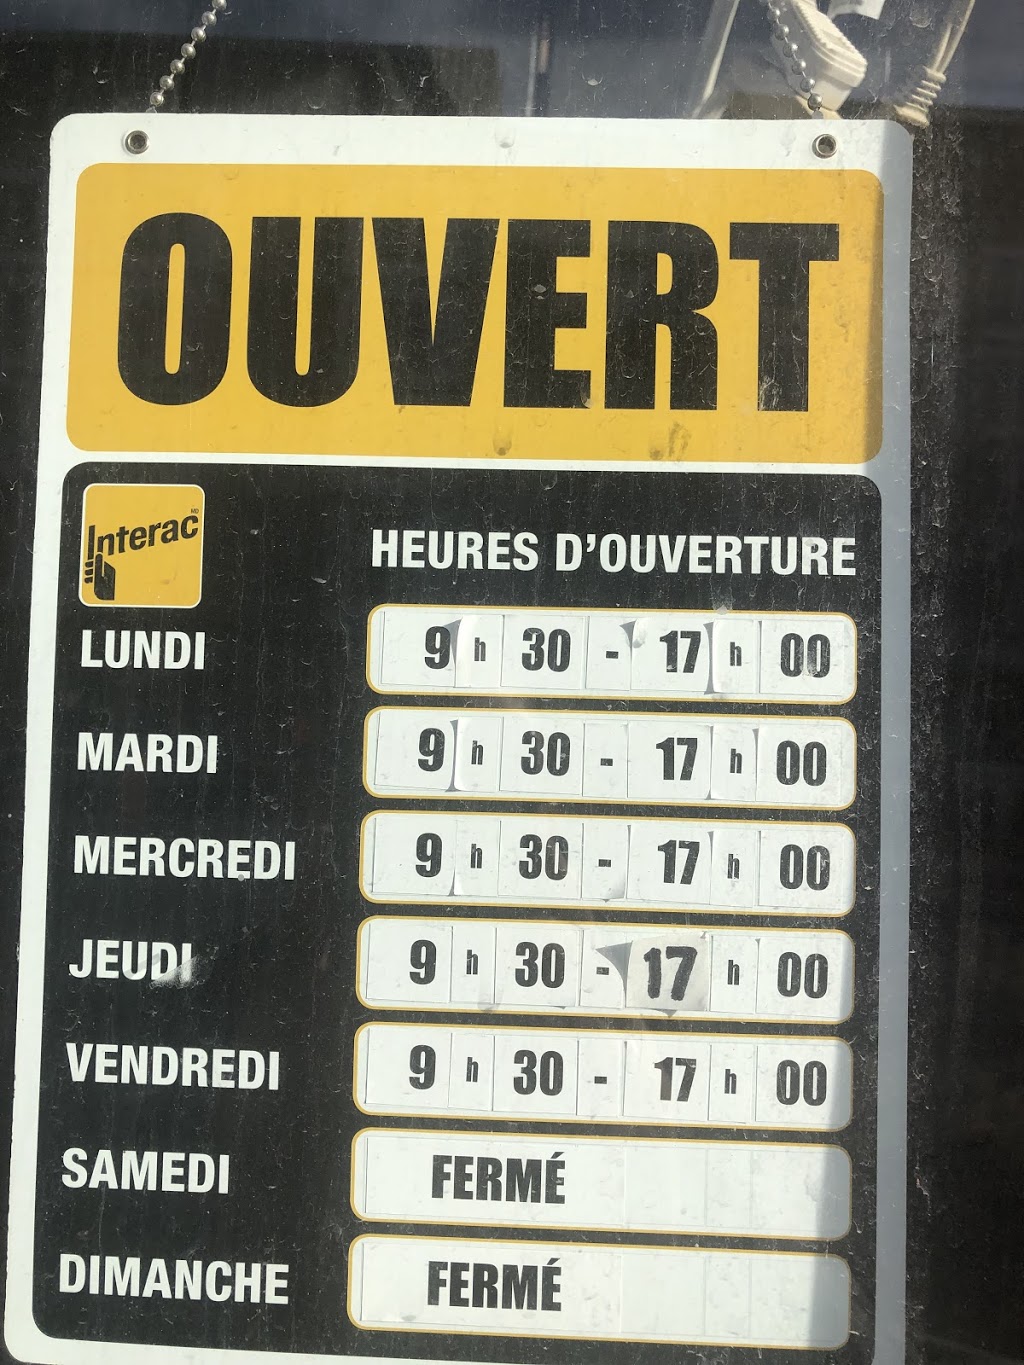 OUVERT
Interac MD
HEURES D'OUVERTURE
LUNDI 9 h 30 - 17 h 00
MARDI 9 h 30 - 17 h 00
MERCREDI 9 h 30 - 17 h 00
JEUDI 9 h 30 - 17 h 00
VENDREDI 9 h 30 - 17 h 00
SAMEDI FERMÉ
DIMANCHE FERMÉ